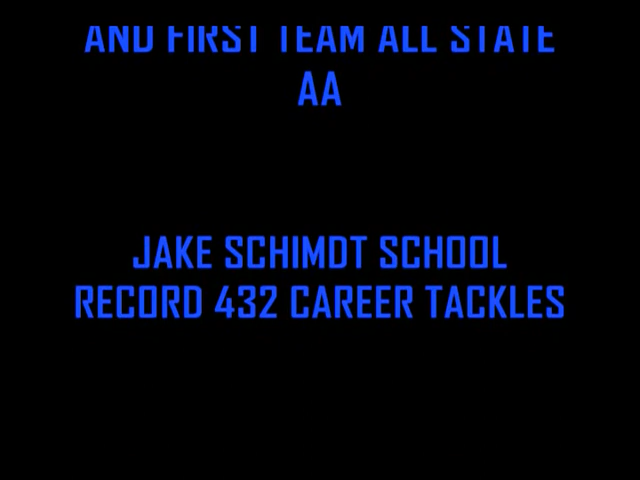 AND FIRST TEAM ALL STATE
AA
JAKE SCHIMDT SCHOOL
RECORD 432 CAREER TACKLES